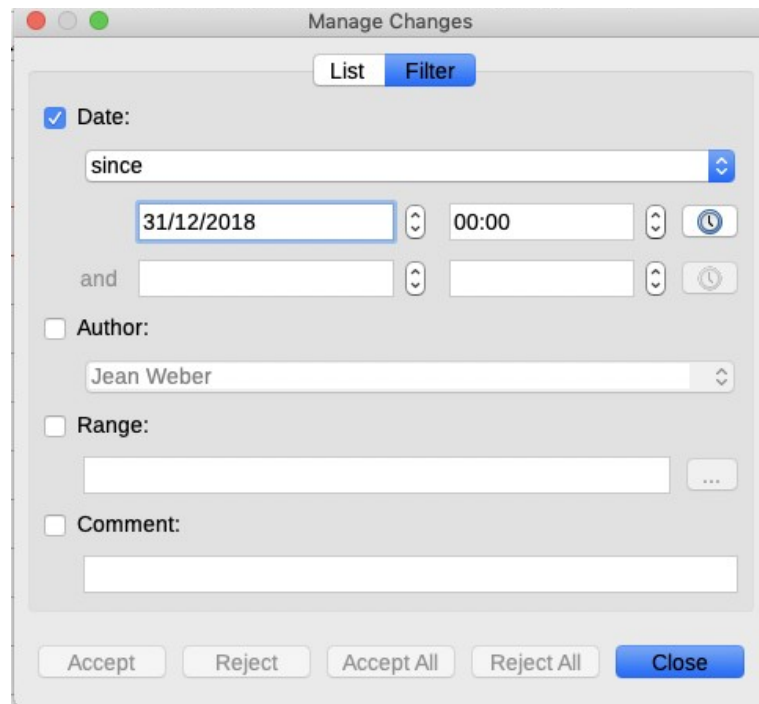 Manage Changes
List Filter
Date:
since
31/12/2018 00:00
and
Author:
Jean Weber
Range:
...
Comment:
Accept Reject Accept All Reject All Close